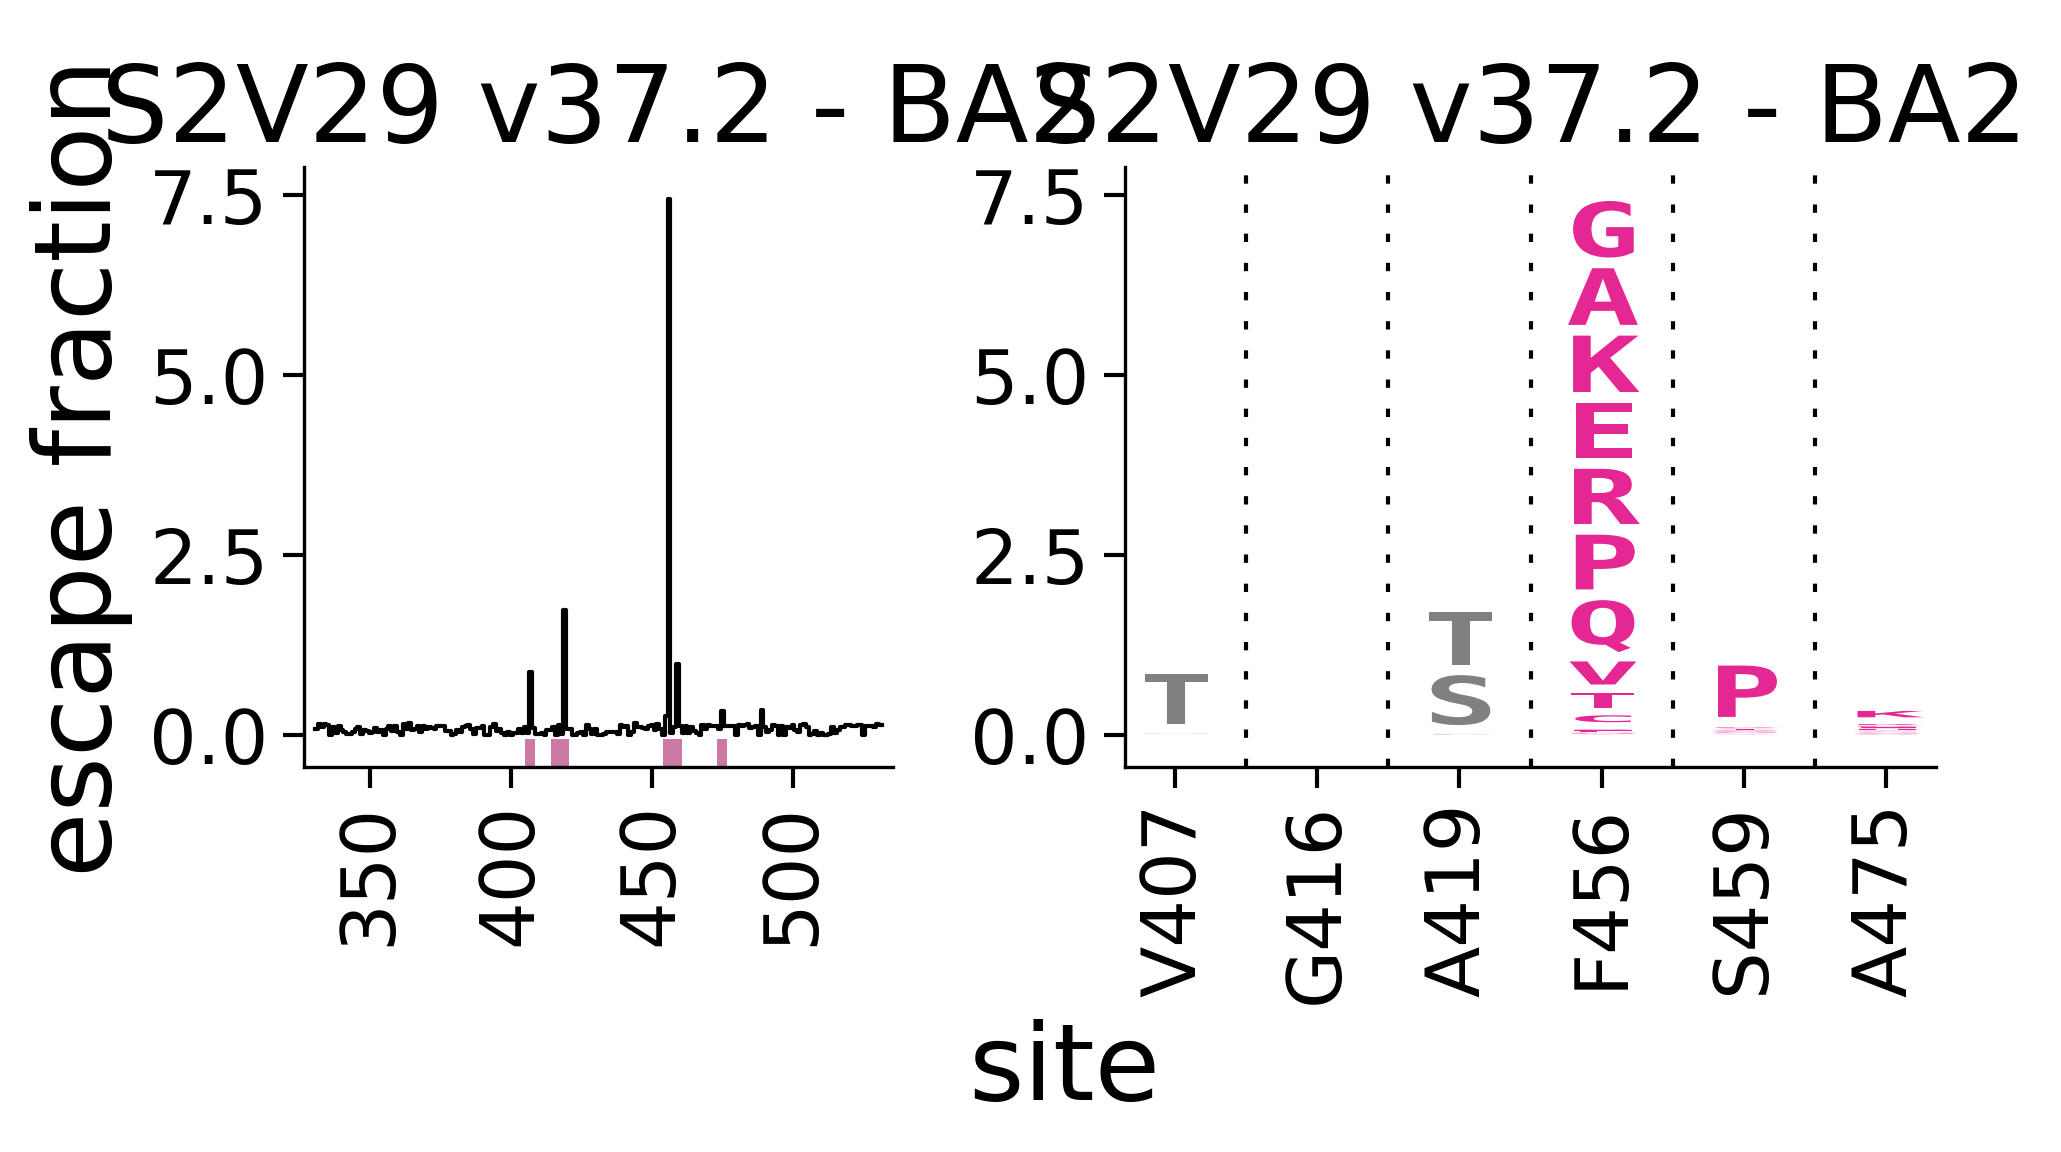 S2V29 v37.2 - BA2
S2V29 v37.2 - BA2
escape fraction
7.5
5.0
2.5
0.0
350
400
450
500
7.5
5.0
2.5
0.0
T
T
S
G
A
K
E
R
P
Q
Y
T
C
P
K
V407
G416
A419
F456
S459
A475
site